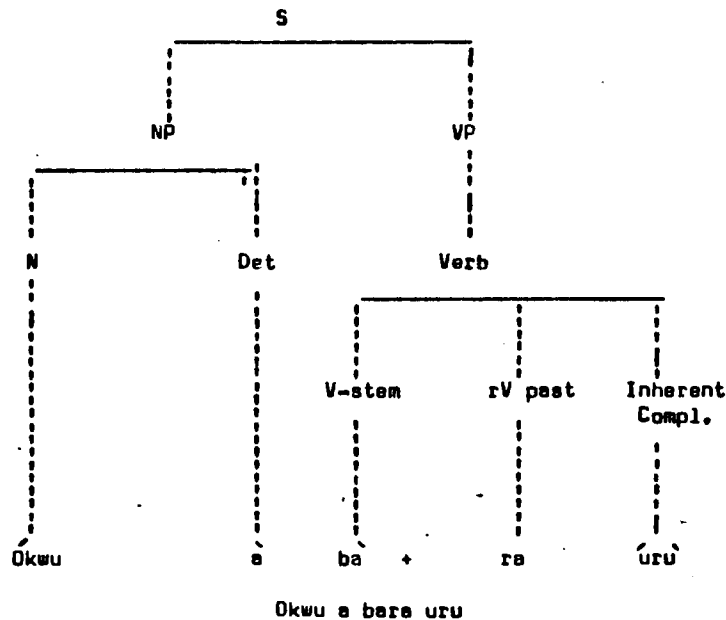 S
NP VP
N Det Verb
V-stem rV past Inherent
Compl.
Ókwu à bà + ra úrù
Okwu a bara uru